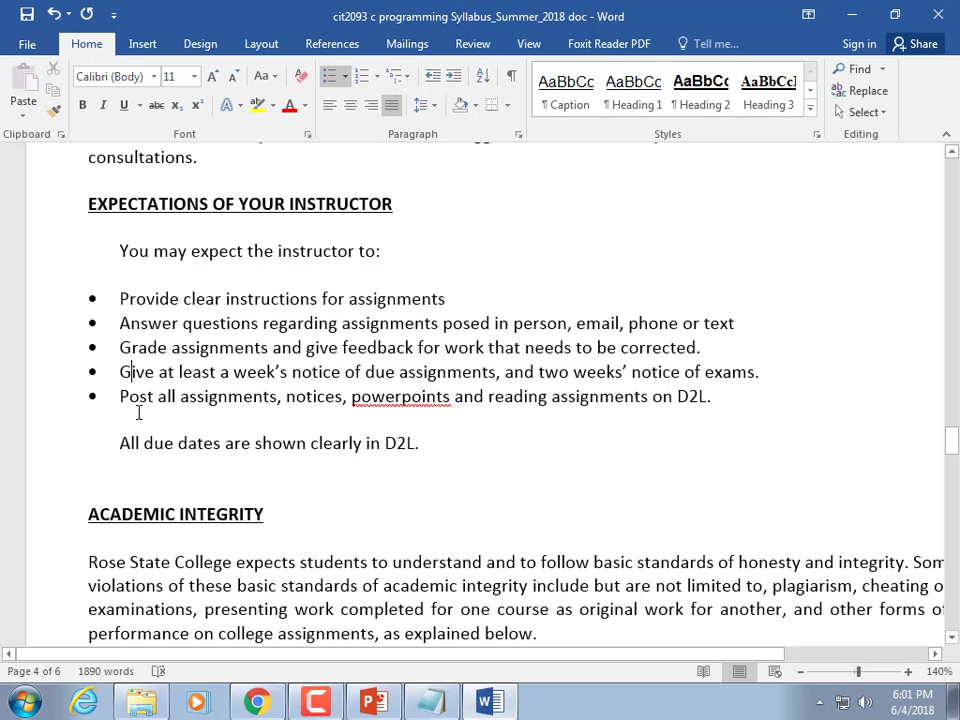 cit2093 c programming Syllabus_Summer_2018 doc - Word
File Home Insert Design Layout References Mailings Review View Foxit Reader PDF Tell me... Sign in Share
Calibri (Body) 11 Aa
AaBbCc AaBbCc AaBbCc AaBbCc
Find
Paste
B I U abc x₂ x² A A
¶ Caption ¶ Heading 1 ¶ Heading 2 Heading 3
Replace
Select
Clipboard Font Paragraph Styles Editing
consultations.
EXPECTATIONS OF YOUR INSTRUCTOR
You may expect the instructor to:
• Provide clear instructions for assignments
• Answer questions regarding assignments posed in person, email, phone or text
• Grade assignments and give feedback for work that needs to be corrected.
• Give at least a week’s notice of due assignments, and two weeks’ notice of exams.
• Post all assignments, notices, powerpoints and reading assignments on D2L.
All due dates are shown clearly in D2L.
ACADEMIC INTEGRITY
Rose State College expects students to understand and to follow basic standards of honesty and integrity. Som
violations of these basic standards of academic integrity include but are not limited to, plagiarism, cheating o
examinations, presenting work completed for one course as original work for another, and other forms of
performance on college assignments, as explained below.
Page 4 of 6 1890 words 140%
6:01 PM
6/4/2018